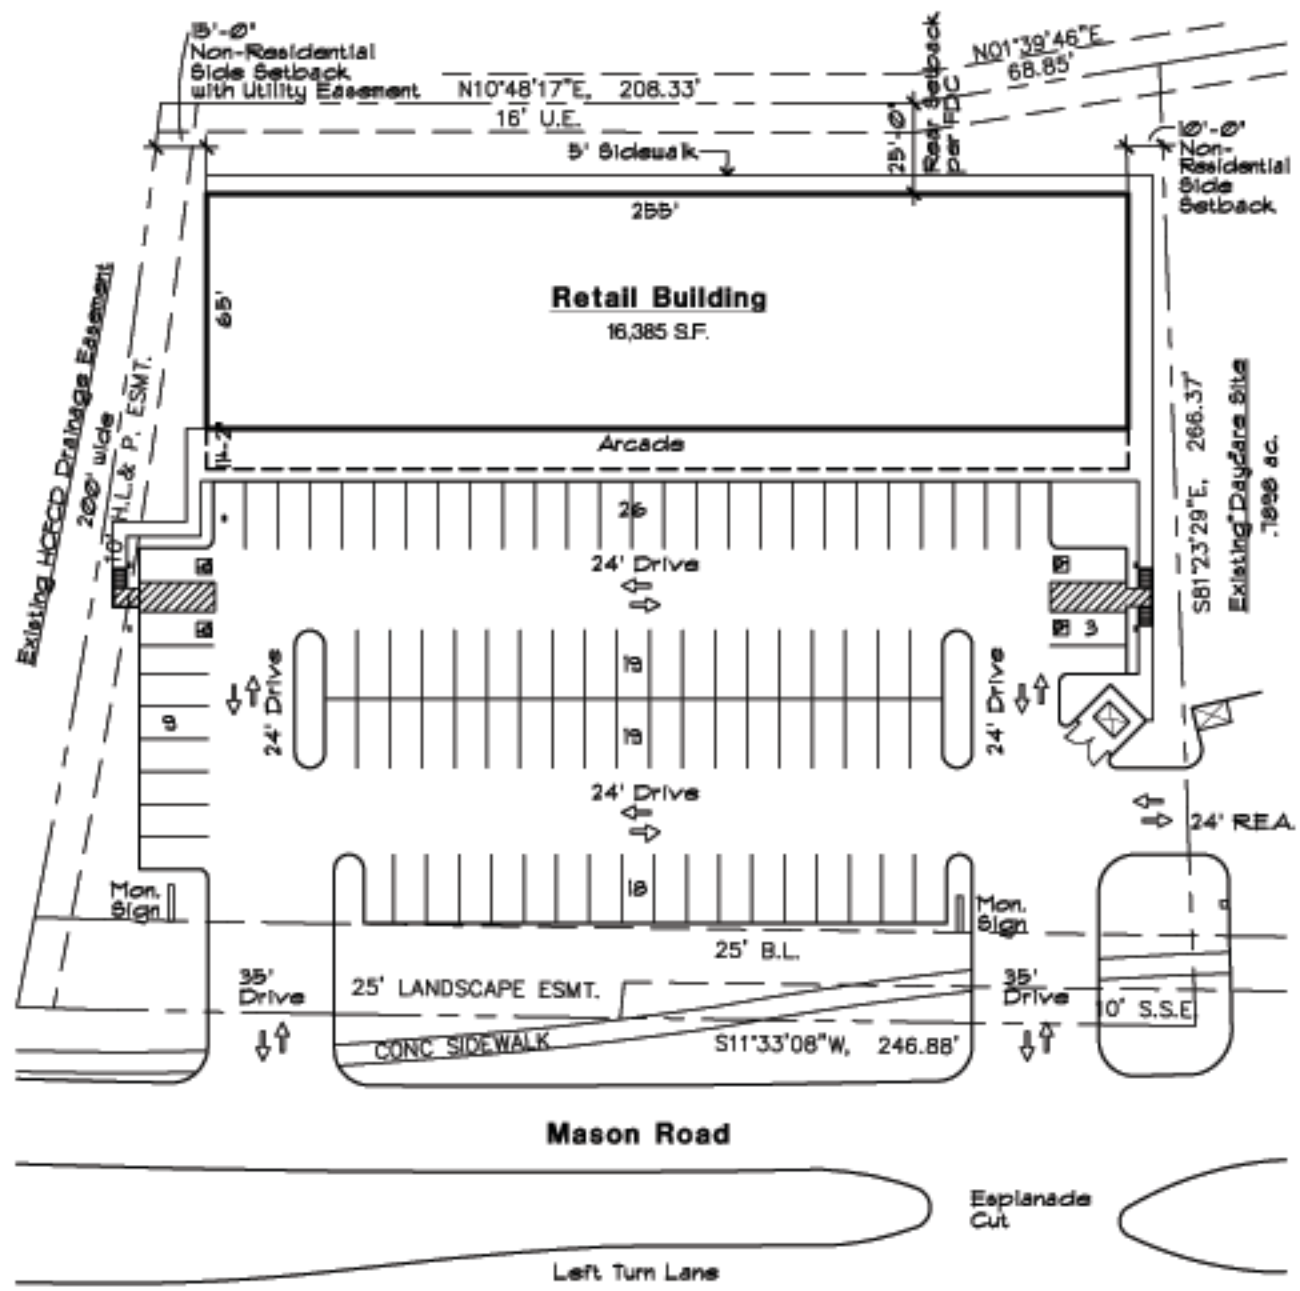 15'-0"
Non-Residential
Side Setback
with Utility Easement
N10°48'17"E, 208.33'
16' U.E.
5' Sidewalk
25'-0"
Rear Setback
per FDC
N01°39'46"E
68.85'
10'-0"
Non-
Residential
Side
Setback
255'
65'
Retail Building
16,385 S.F.
Arcade
Existing HCFCD Drainage Easement
200' wide
10' H.L.& P. ESMT.
S81°23'29"E, 266.37'
Existing Daycare Site
.7898 ac.
26
24' Drive
3
19
24' Drive
24' Drive
19
24' Drive
24' R.E.A.
18
Mon.
Sign
Mon.
Sign
25' B.L.
35'
Drive
25' LANDSCAPE ESMT.
35'
Drive
10' S.S.E.
CONC SIDEWALK
S11°33'08"W, 246.88'
Mason Road
Esplanade
Cut
Left Turn Lane